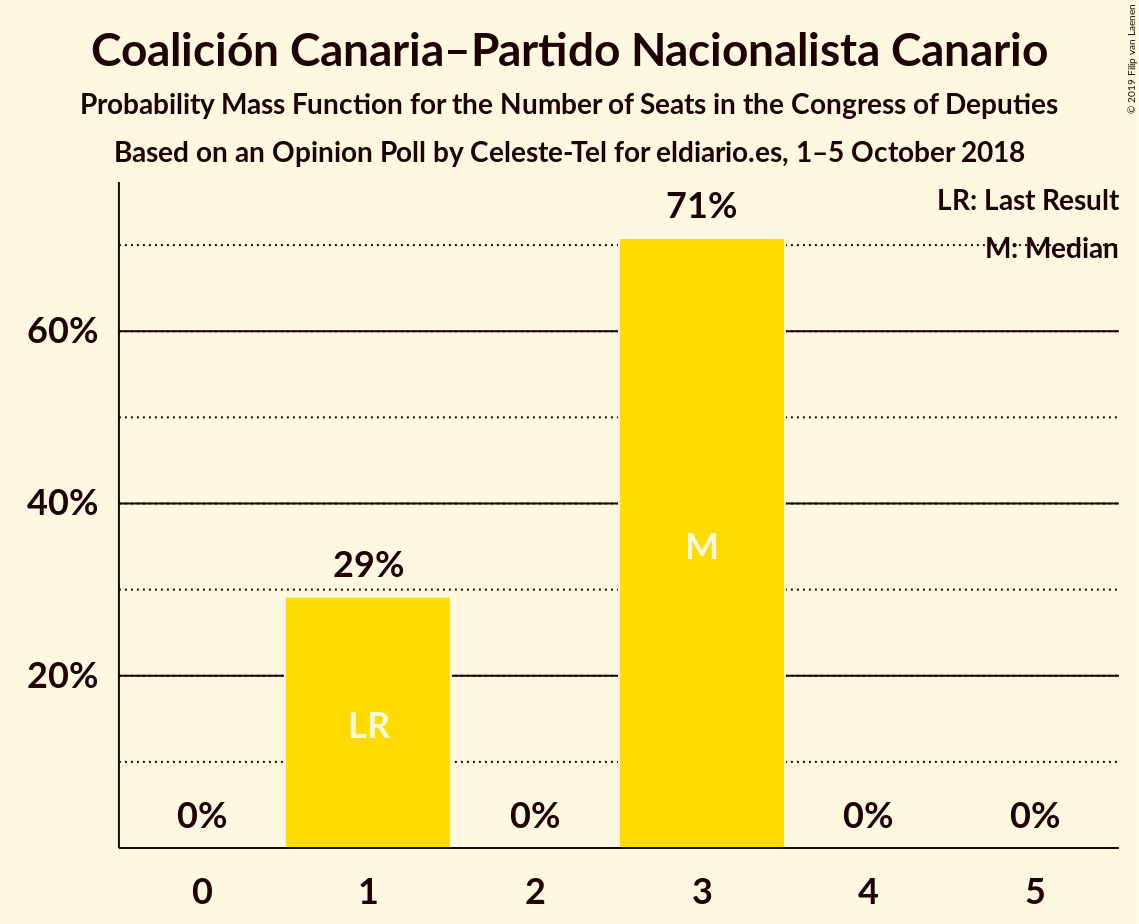 Coalición Canaria–Partido Nacionalista Canario
Probability Mass Function for the Number of Seats in the Congress of Deputies
Based on an Opinion Poll by Celeste-Tel for eldiario.es, 1–5 October 2018
© 2019 Filip van Laenen
LR: Last Result
M: Median
71%
60%
40%
29%
20%
M
LR
0%
0%
0%
0%
0 1 2 3 4 5